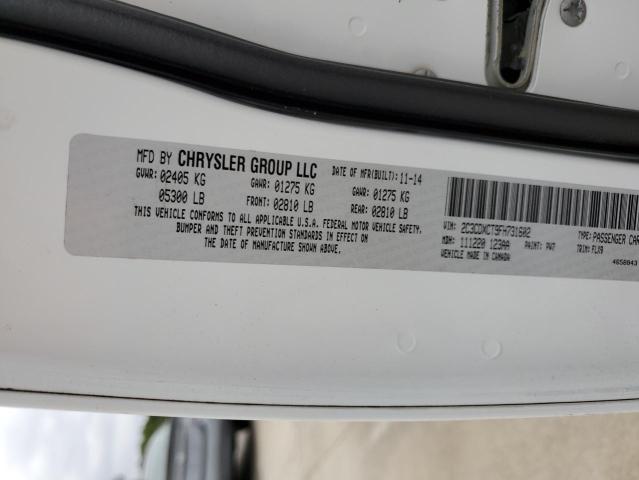 MFD BY CHRYSLER GROUP LLC DATE OF MFR(BUILT): 11-14
GVWR: 02405 KG GAWR: 01275 KG GAWR: 01275 KG
05300 LB FRONT: 02810 LB REAR: 02810 LB
THIS VEHICLE CONFORMS TO ALL APPLICABLE U.S.A. FEDERAL MOTOR VEHICLE SAFETY,
BUMPER AND THEFT PREVENTION STANDARDS IN EFFECT ON
THE DATE OF MANUFACTURE SHOWN ABOVE.
VIN: 2C3CDXCT9FH731602 TYPE: PASSENGER CAR
MDH: 111220 123AA PAINT: PW7 TRIM: FLX9
VEHICLE MADE IN CANADA
4658943